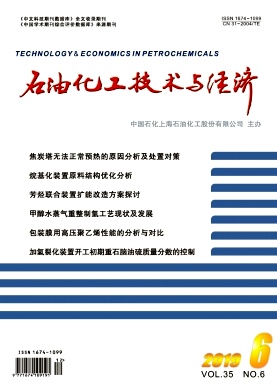 《中文科技期刊数据库》全文收录期刊
《中国学术期刊综合评价数据库》来源期刊
ISSN 1674-1099
CN 31-2004/TE
TECHNOLOGY & ECONOMICS IN PETROCHEMICALS
石油化工技术与经济
中国石化上海石油化工股份有限公司 主办
焦炭塔无法正常预热的原因分析及处置对策
烷基化装置原料结构优化分析
芳烃联合装置扩能改造方案探讨
甲醇水蒸气重整制氢工艺现状及发展
包装膜用高压聚乙烯性能的分析与对比
加氢裂化装置开工初期重石脑油硫质量分数的控制
ISSN 1674-1099
12
9 771674 109195
2019 6
VOL.35 NO.6